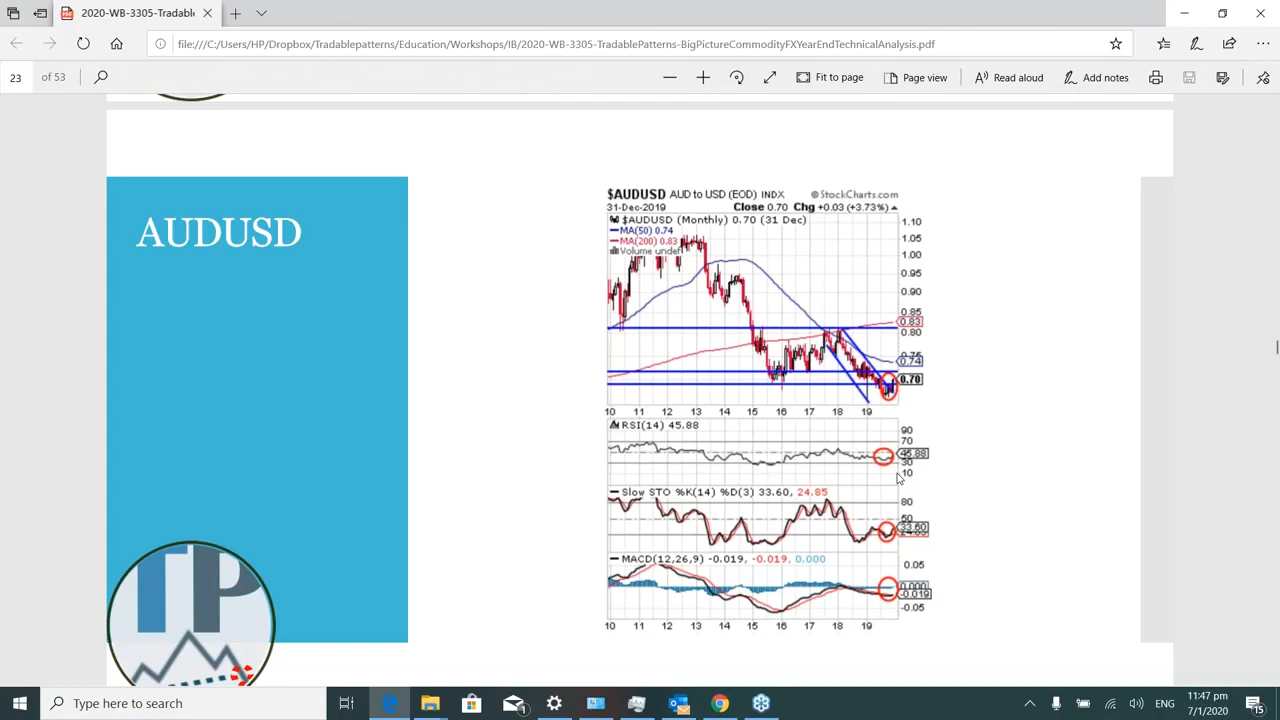 2020-WB-3305-Tradabl
file:///C:/Users/HP/Dropbox/Tradablepatterns/Education/Workshops/IB/2020-WB-3305-TradablePatterns-BigPictureCommodityFXYearEndTechnicalAnalysis.pdf
23 of 53 Fit to page Page view Read aloud Add notes
AUDUSD
$AUDUSD AUD to USD (EOD) INDX @StockCharts.com
31-Dec-2019 Close 0.70 Chg +0.03 (+3.73%)
$AUDUSD (Monthly) 0.70 (31 Dec)
MA(50) 0.74
MA(200) 0.83
Volume undef
1.10
1.05
1.00
0.95
0.90
0.85
0.83
0.80
0.75
0.74
0.70
10 11 12 13 14 15 16 17 18 19
RSI(14) 45.88
90
70
45.88
30
10
Slow STO %K(14) %D(3) 33.60, 24.85
80
50
33.60
24.85
MACD(12,26,9) -0.019, -0.019, 0.000
0.05
0.000
-0.019
-0.05
10 11 12 13 14 15 16 17 18 19
TP
Type here to search
ENG
11:47 pm
7/1/2020
15